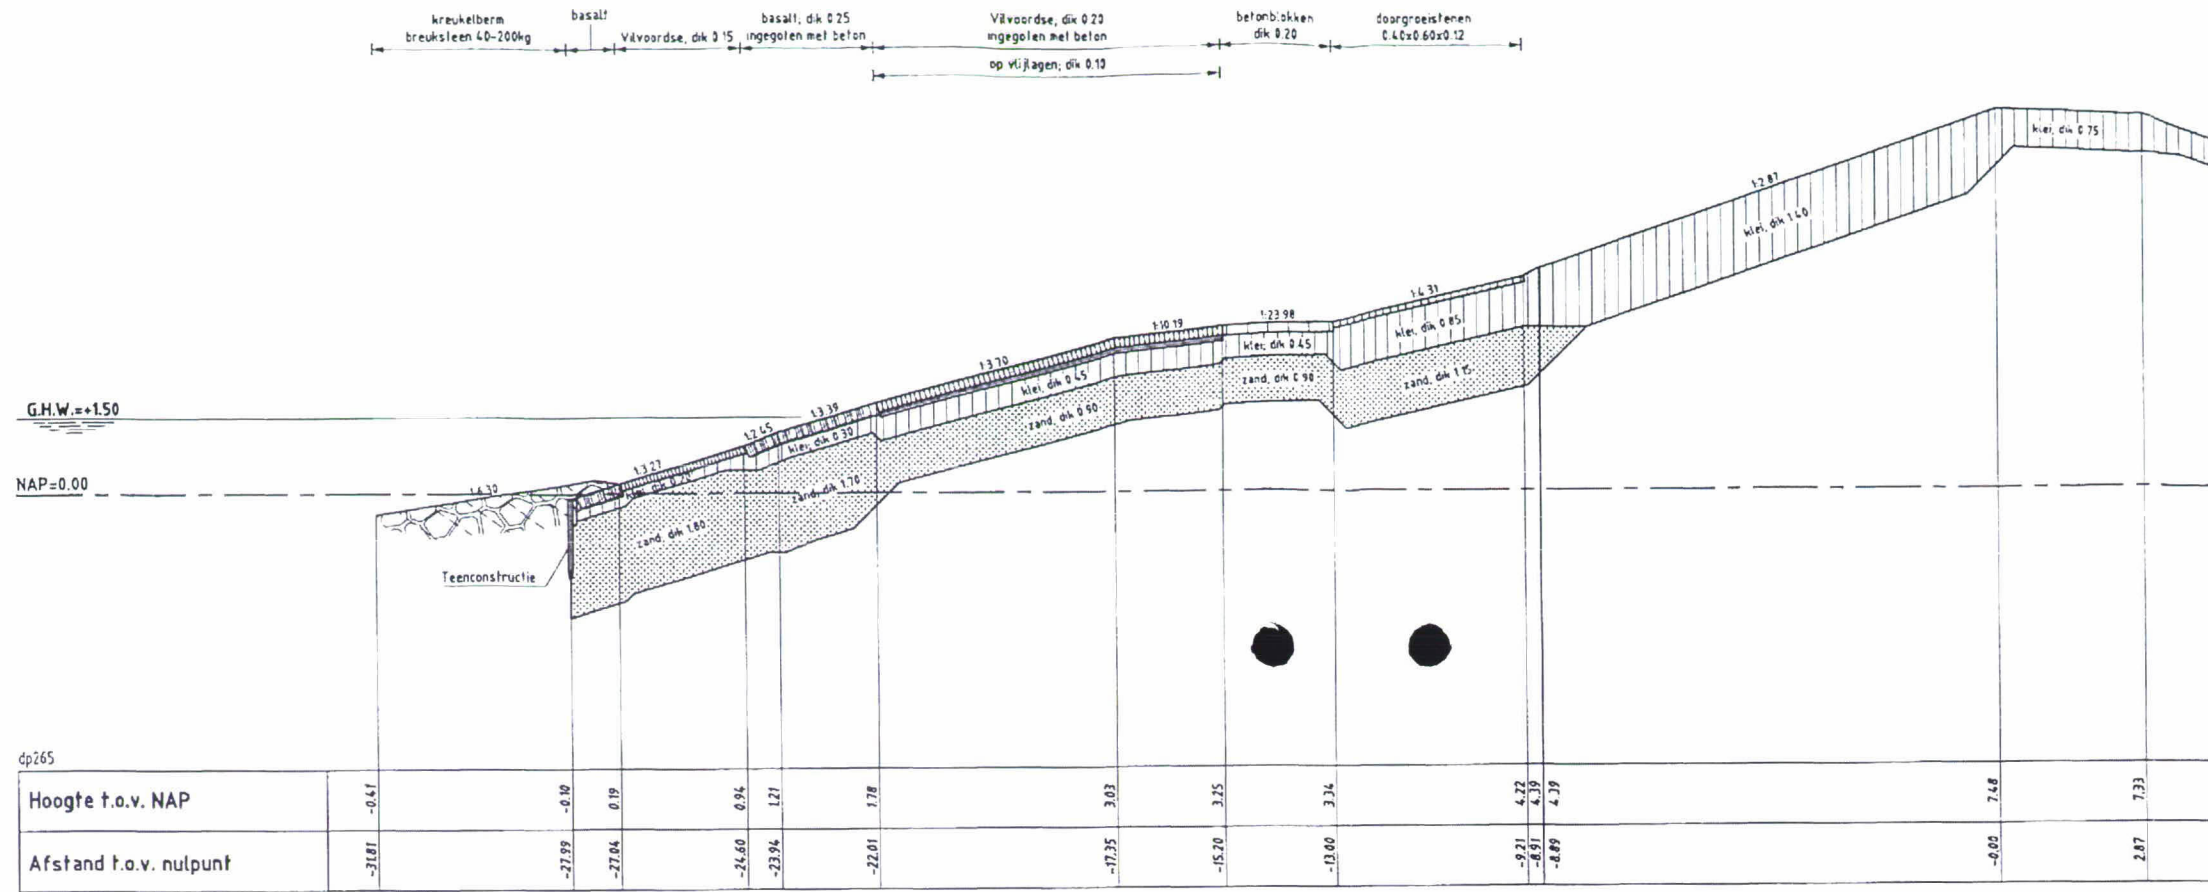 kreukelberm
breuksteen 40-200kg
basalt
Vilvoordse, dik 0.15
basalt; dik 0.25
ingegoten met beton
Vilvoordse, dik 0.20
ingegoten met beton
op vlijlagen; dik 0.10
betonblokken
dik 0.20
doorgroeistenen
0.40x0.60x0.12
klei, dik 0.75
1:2.87
klei, dik 1.40
1:4.31
1:23.98
1:10.19
klei, dik 0.85
klei, dik 0.45
1:3.70
zand, dik 1.15
zand, dik 0.90
klei, dik 0.45
G.H.W.=+1.50
1:3.39
zand, dik 0.90
1:2.45
klei, dik 0.30
1:3.27
NAP=0.00
1:6.30
klei, dik
zand, dik 1.70
zand, dik 1.80
Teenconstructie
dp265
Hoogte t.o.v. NAP -0.41 -0.10 0.19 0.94 1.21 1.78 3.03 3.25 3.34 4.22 4.39 4.39 7.48 7.33
Afstand t.o.v. nulpunt -31.81 -27.99 -27.04 -24.60 -23.94 -22.01 -17.35 -15.20 -13.00 -9.21 -8.91 -8.89 -0.00 2.87